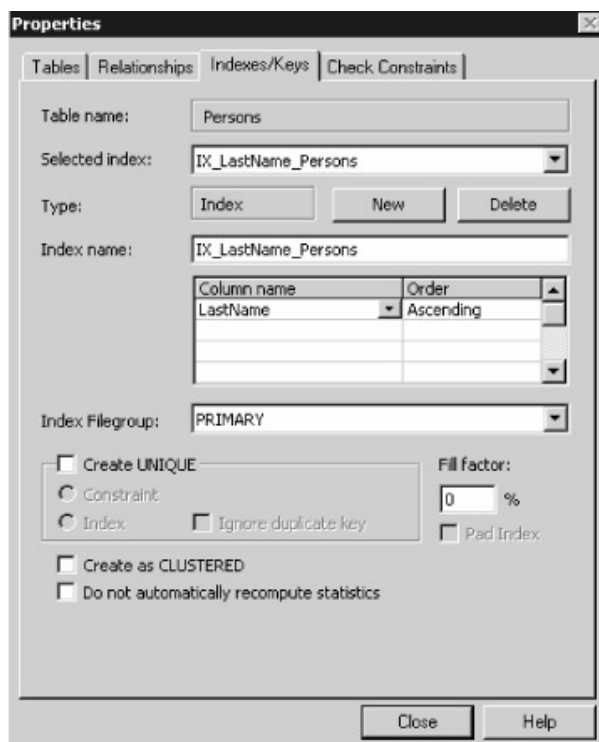 Properties
Tables Relationships Indexes/Keys Check Constraints
Table name: Persons
Selected index: IX_LastName_Persons
Type: Index New Delete
Index name: IX_LastName_Persons
Column name Order
LastName Ascending
Index Filegroup: PRIMARY
Create UNIQUE Fill factor:
Constraint 0 %
Index Ignore duplicate key Pad Index
Create as CLUSTERED
Do not automatically recompute statistics
Close Help